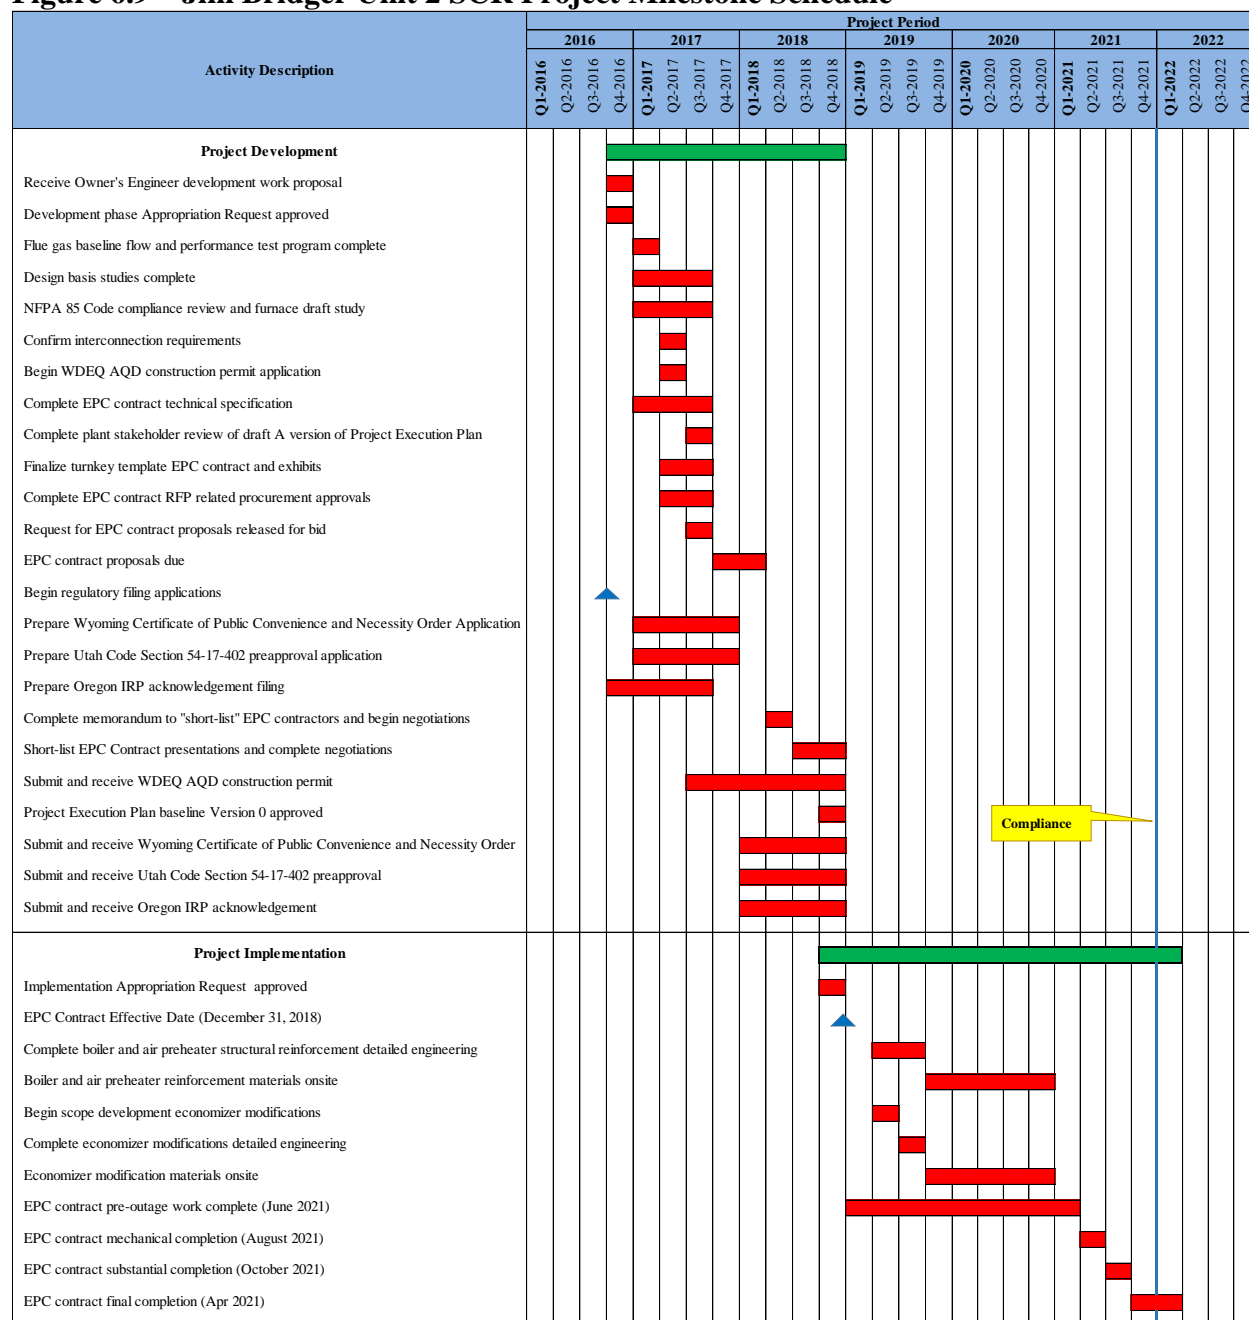 Figure 6.9 – Jim Bridger Unit 2 SCR Project Milestone Schedule
Activity Description
Project Period
2016 2017 2018 2019 2020 2021 2022
Q1-2016 Q2-2016 Q3-2016 Q4-2016 Q1-2017 Q2-2017 Q3-2017 Q4-2017 Q1-2018 Q2-2018 Q3-2018 Q4-2018 Q1-2019 Q2-2019 Q3-2019 Q4-2019 Q1-2020 Q2-2020 Q3-2020 Q4-2020 Q1-2021 Q2-2021 Q3-2021 Q4-2021 Q1-2022 Q2-2022 Q3-2022 Q4-2022
Project Development
Receive Owner's Engineer development work proposal
Development phase Appropriation Request approved
Flue gas baseline flow and performance test program complete
Design basis studies complete
NFPA 85 Code compliance review and furnace draft study
Confirm interconnection requirements
Begin WDEQ AQD construction permit application
Complete EPC contract technical specification
Complete plant stakeholder review of draft A version of Project Execution Plan
Finalize turnkey template EPC contract and exhibits
Complete EPC contract RFP related procurement approvals
Request for EPC contract proposals released for bid
EPC contract proposals due
Begin regulatory filing applications
Prepare Wyoming Certificate of Public Convenience and Necessity Order Application
Prepare Utah Code Section 54-17-402 preapproval application
Prepare Oregon IRP acknowledgement filing
Complete memorandum to "short-list" EPC contractors and begin negotiations
Short-list EPC Contract presentations and complete negotiations
Submit and receive WDEQ AQD construction permit
Project Execution Plan baseline Version 0 approved
Compliance
Submit and receive Wyoming Certificate of Public Convenience and Necessity Order
Submit and receive Utah Code Section 54-17-402 preapproval
Submit and receive Oregon IRP acknowledgement
Project Implementation
Implementation Appropriation Request approved
EPC Contract Effective Date (December 31, 2018)
Complete boiler and air preheater structural reinforcement detailed engineering
Boiler and air preheater reinforcement materials onsite
Begin scope development economizer modifications
Complete economizer modifications detailed engineering
Economizer modification materials onsite
EPC contract pre-outage work complete (June 2021)
EPC contract mechanical completion (August 2021)
EPC contract substantial completion (October 2021)
EPC contract final completion (Apr 2021)